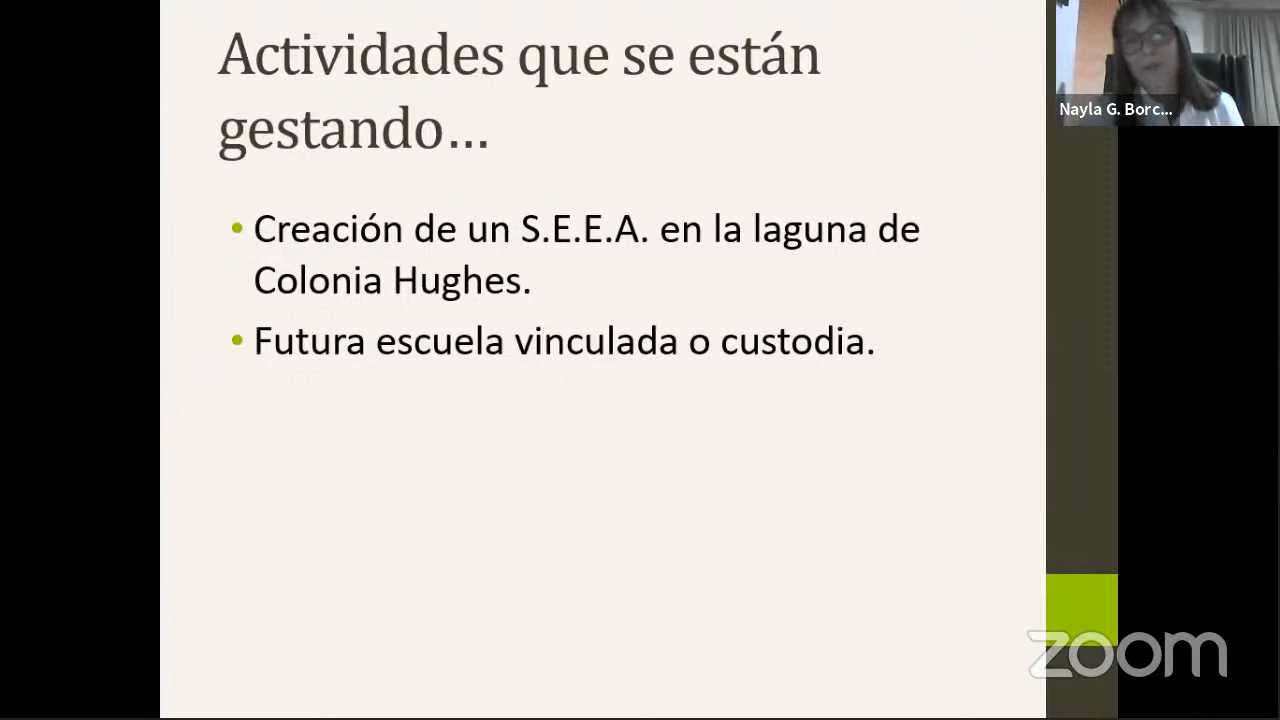 Actividades que se están
gestando...
• Creación de un S.E.E.A. en la laguna de
Colonia Hughes.
• Futura escuela vinculada o custodia.
Nayla G. Borc...
zoom